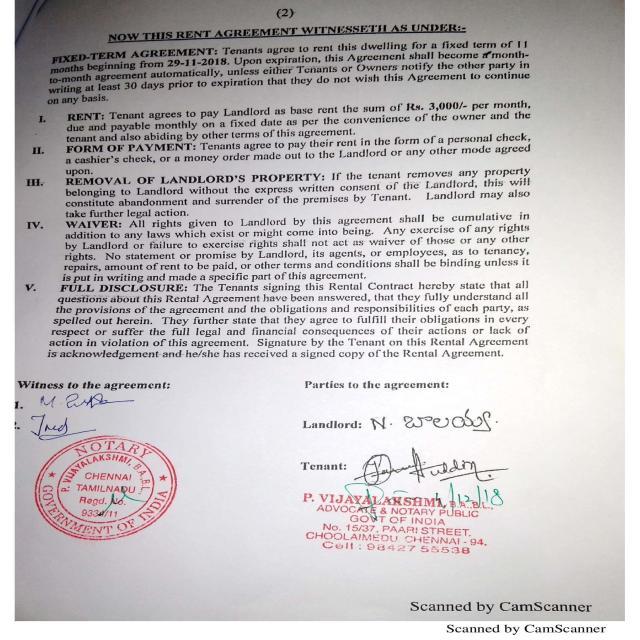 (2)
NOW THIS RENT AGREEMENT WITNESSETH AS UNDER:-
FIXED-TERM AGREEMENT: Tenants agree to rent this dwelling for a fixed term of 11
months beginning from 29-11-2018. Upon expiration, this Agreement shall become a month-
to-month agreement automatically, unless either Tenants or Owners notify the other party in
writing at least 30 days prior to expiration that they do not wish this Agreement to continue
on any basis.
I. RENT: Tenant agrees to pay Landlord as base rent the sum of Rs. 3,000/- per month,
due and payable monthly on a fixed date as per the convenience of the owner and the
tenant and also abiding by other terms of this agreement.
II. FORM OF PAYMENT: Tenants agree to pay their rent in the form of a personal check,
a cashier's check, or a money order made out to the Landlord or any other mode agreed
upon.
III. REMOVAL OF LANDLORD'S PROPERTY: If the tenant removes any property
belonging to Landlord without the express written consent of the Landlord, this will
constitute abandonment and surrender of the premises by Tenant. Landlord may also
take further legal action.
IV. WAIVER: All rights given to Landlord by this agreement shall be cumulative in
addition to any laws which exist or might come into being. Any exercise of any rights
by Landlord or failure to exercise rights shall not act as waiver of those or any other
rights. No statement or promise by Landlord, its agents, or employees, as to tenancy,
repairs, amount of rent to be paid, or other terms and conditions shall be binding unless it
is put in writing and made a specific part of this agreement.
V. FULL DISCLOSURE: The Tenants signing this Rental Contract hereby state that all
questions about this Rental Agreement have been answered, that they fully understand all
the provisions of the agreement and the obligations and responsibilities of each party, as
spelled out herein. They further state that they agree to fulfill their obligations in every
respect or suffer the full legal and financial consequences of their actions or lack of
action in violation of this agreement. Signature by the Tenant on this Rental Agreement
is acknowledgement and he/she has received a signed copy of the Rental Agreement.
Witness to the agreement:
1. M.
Parties to the agreement:
Landlord: N. బాలయ్య
Tenant:
NOTARY
P. VIJAYALAKSHMI, B.A.B.L.,
CHENNAI
TAMILNADU
Regd. No.
9334/11
GOVERNMENT OF INDIA
P. VIJAYALAKSHMI, B.A.B.L.
/12/18
ADVOCATE & NOTARY PUBLIC
GOVT OF INDIA
No. 15/37, PAARI STREET,
CHOOLAIMEDU, CHENNAI - 94.
Cell : 98427 55538
Scanned by CamScanner
Scanned by CamScanner